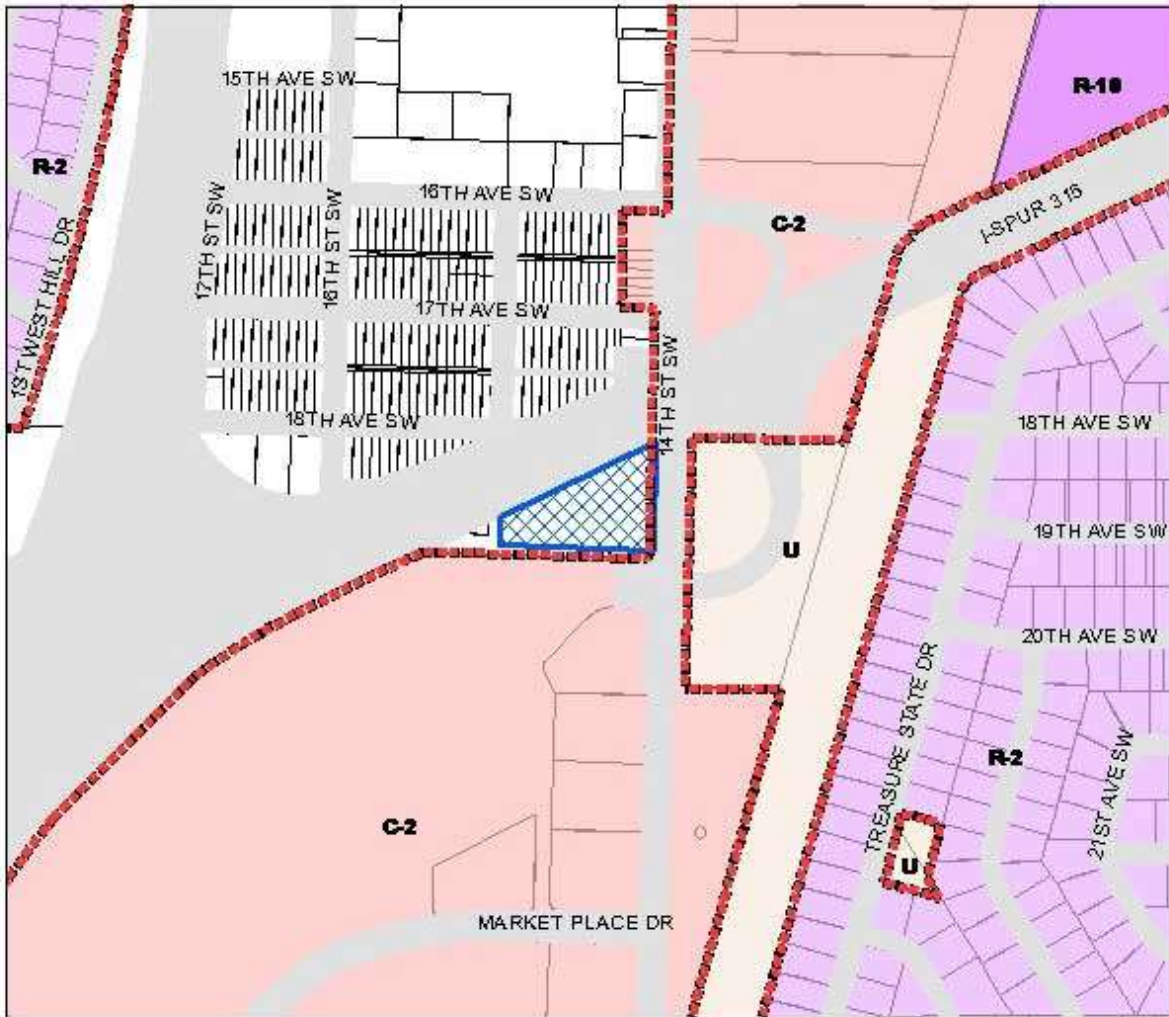 15TH AVE SW
R-10
R-2
16TH AVE SW
I-SPUR 315
C-2
17TH ST SW
16TH ST SW
1ST WEST HILL DR
17TH AVE SW
14TH ST SW
18TH AVE SW
18TH AVE SW
19TH AVE SW
U
20TH AVE SW
TREASURE STATE DR
R-2
21ST AVE SW
C-2
U
MARKET PLACE DR